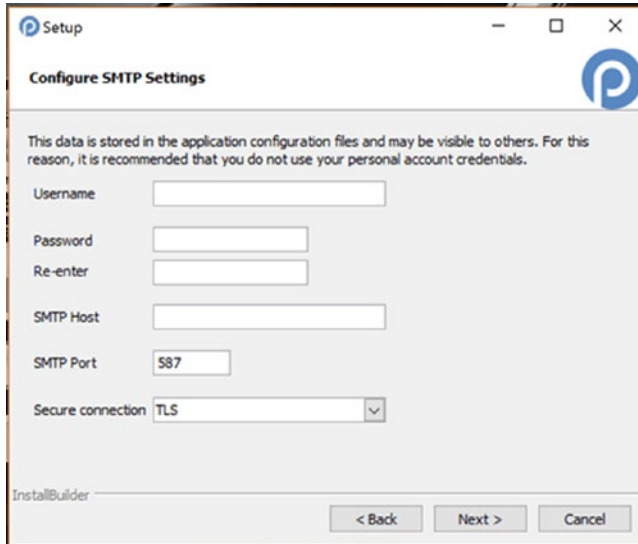 Setup
Configure SMTP Settings
This data is stored in the application configuration files and may be visible to others. For this
reason, it is recommended that you do not use your personal account credentials.
Username
Password
Re-enter
SMTP Host
SMTP Port 587
Secure connection TLS
InstallBuilder
< Back Next > Cancel